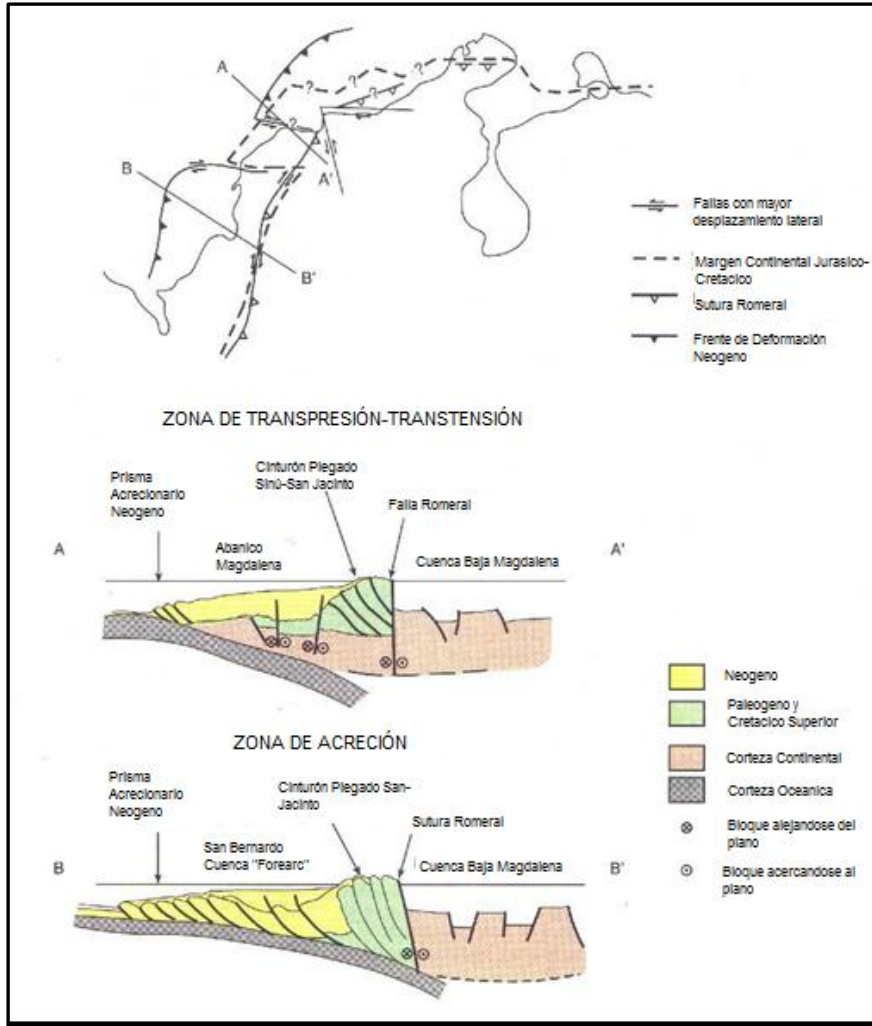 A
?
?
?
?
?
?
B
A'
B'
Fallas con mayor
desplazamiento lateral
Margen Continental Jurasico-
Cretacico
Sutura Romeral
Frente de Deformación
Neogeno
ZONA DE TRANSPRESIÓN-TRANSTENSIÓN
Prisma
Acrecionario
Neogeno
Cinturón Plegado
Sinú-San Jacinto
Falla Romeral
A
Abanico
Magdalena
Cuenca Baja Magdalena
A'
Neogeno
Paleogeno y
Cretacico Superior
Corteza Continental
Corteza Oceanica
Bloque alejandose del
plano
Bloque acercandose al
plano
ZONA DE ACRECIÓN
Prisma
Acrecionario
Neogeno
Cinturón Plegado San-
Jacinto
Sutura Romeral
B
San Bernardo
Cuenca "Forearc"
Cuenca Baja Magdalena
B'